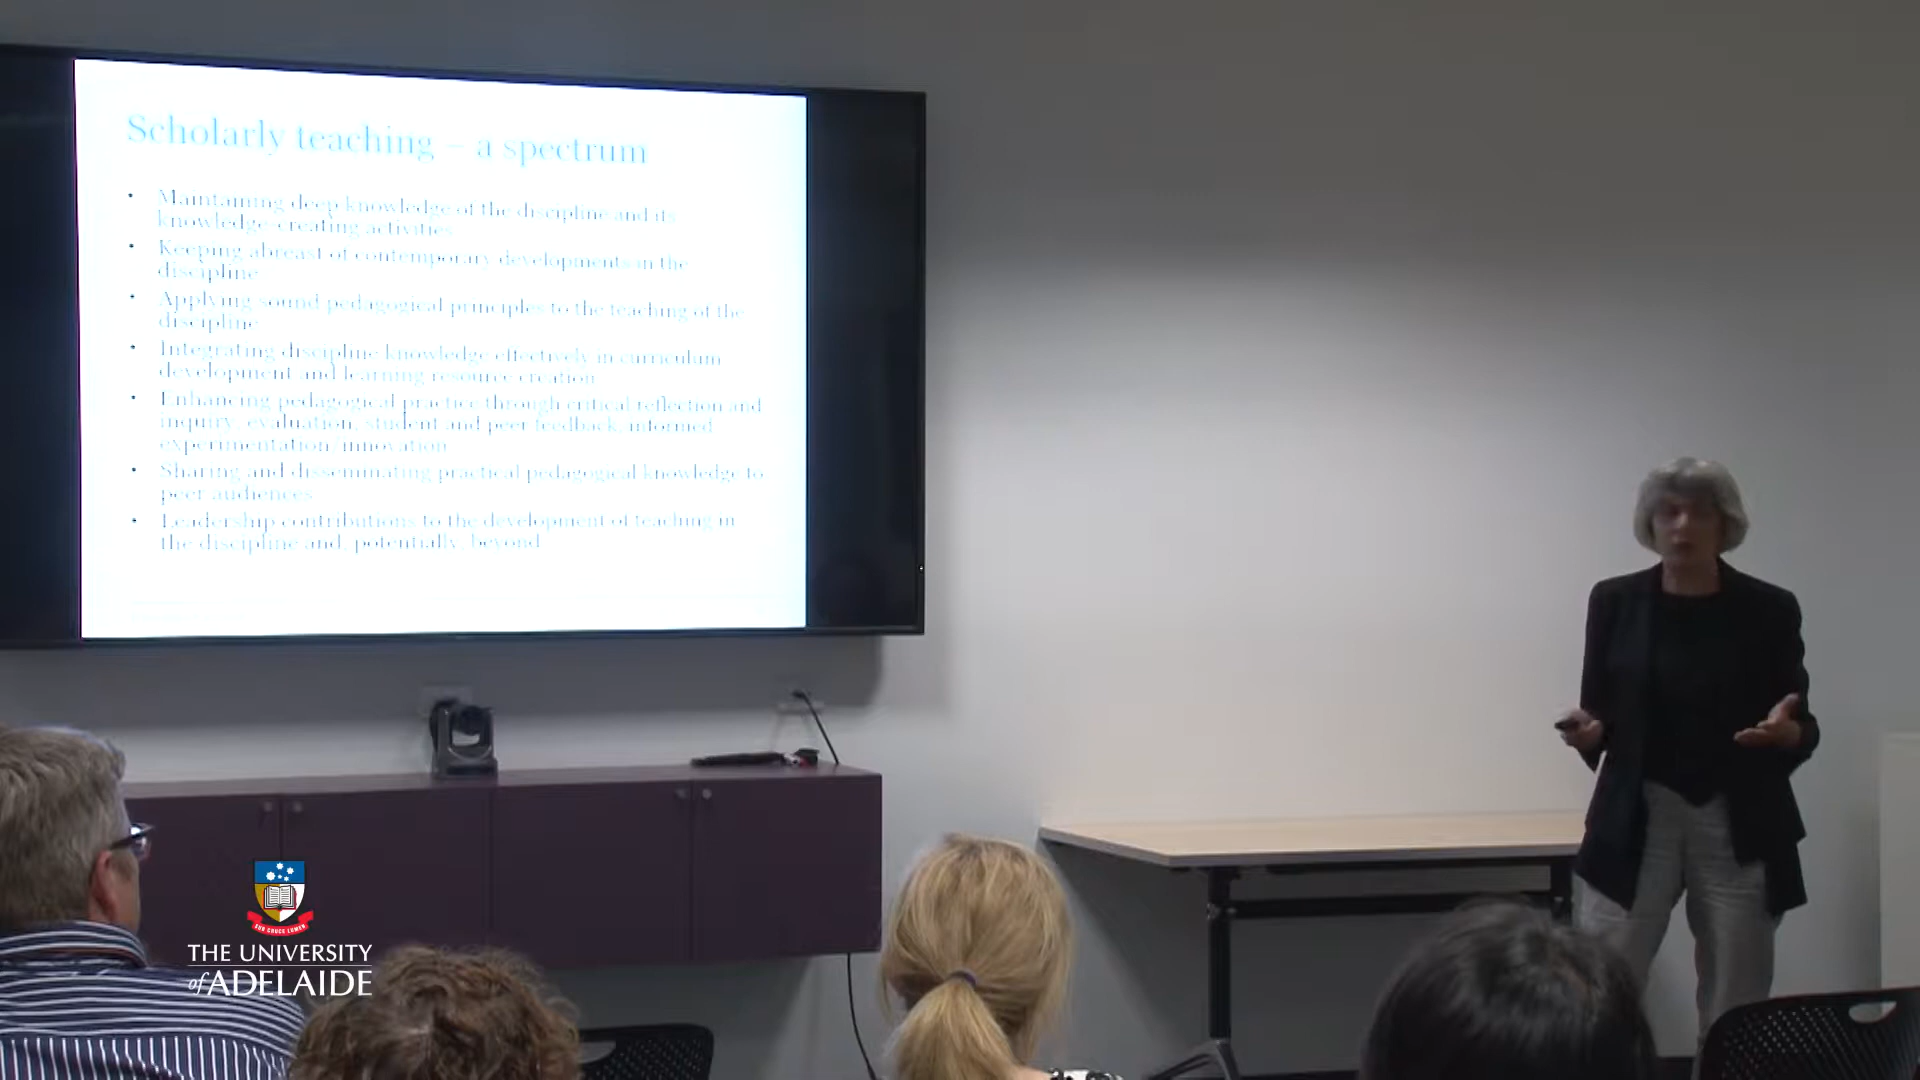 Scholarly teaching – a spectrum
• Maintaining deep knowledge of the discipline and its
knowledge-creating activities
• Keeping abreast of contemporary developments in the
discipline
• Applying sound pedagogical principles to the teaching of the
discipline
• Integrating discipline knowledge effectively in curriculum
development and learning resource creation
• Enhancing pedagogical practice through critical reflection and
inquiry, evaluation, student and peer feedback, informed
experimentation/innovation
• Sharing and disseminating practical pedagogical knowledge to
peer audiences
• Leadership contributions to the development of teaching in
the discipline and, potentially, beyond
SUB CRUCE LUMEN
THE UNIVERSITY
of ADELAIDE